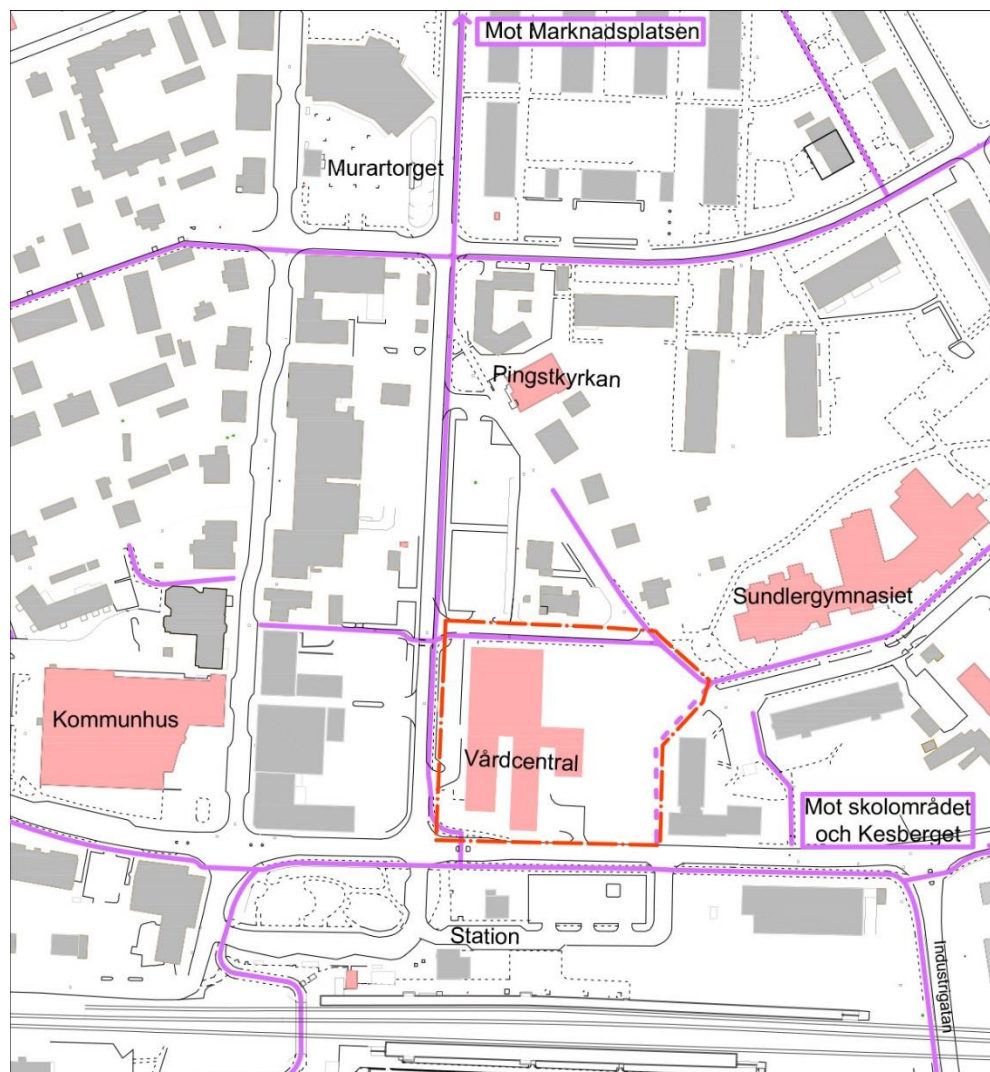 Mot Marknadsplatsen
Murartorget
Pingstkyrkan
Sundlergymnasiet
Kommunhus
Vårdcentral
Mot skolområdet
och Kesberget
Station
Industrigatan